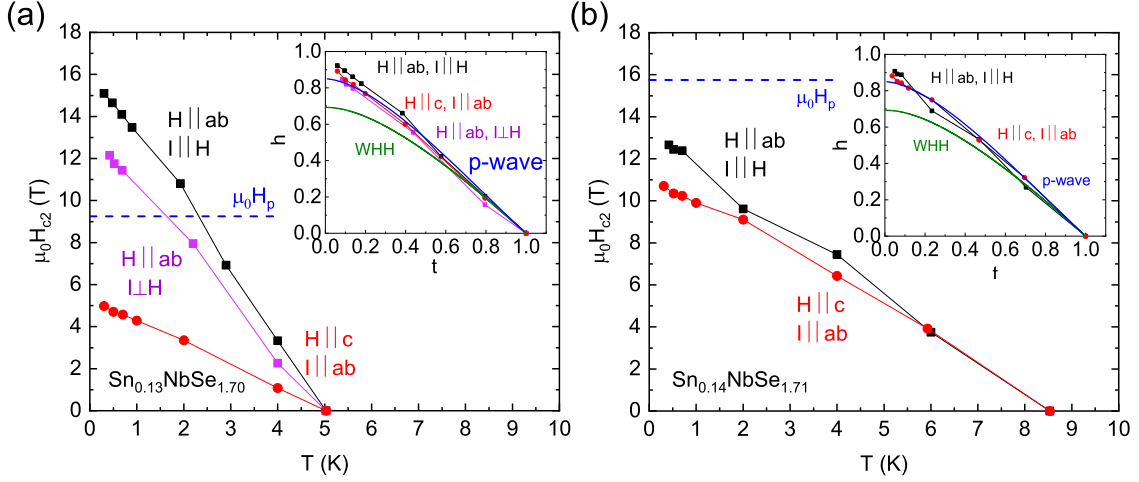 (a)
18
16
14
12
10
8
6
4
2
0
μ₀H_c2 (T)
0 1 2 3 4 5 6 7 8 9 10
T (K)
H||ab
I||H
μ₀H_p
H||ab
I⊥H
H||c
I||ab
Sn₀.₁₃NbSe₁.₇₀
1.0
0.8
0.6
0.4
0.2
0.0
h
0.0 0.2 0.4 0.6 0.8 1.0
t
H||ab, I||H
H||c, I||ab
H||ab, I⊥H
WHH
p-wave
(b)
18
16
14
12
10
8
6
4
2
0
μ₀H_c2 (T)
0 1 2 3 4 5 6 7 8 9 10
T (K)
μ₀H_p
H||ab
I||H
H||c
I||ab
Sn₀.₁₄NbSe₁.₇₁
1.0
0.8
0.6
0.4
0.2
0.0
h
0.0 0.2 0.4 0.6 0.8 1.0
t
H||ab, I||H
H||c, I||ab
WHH
p-wave